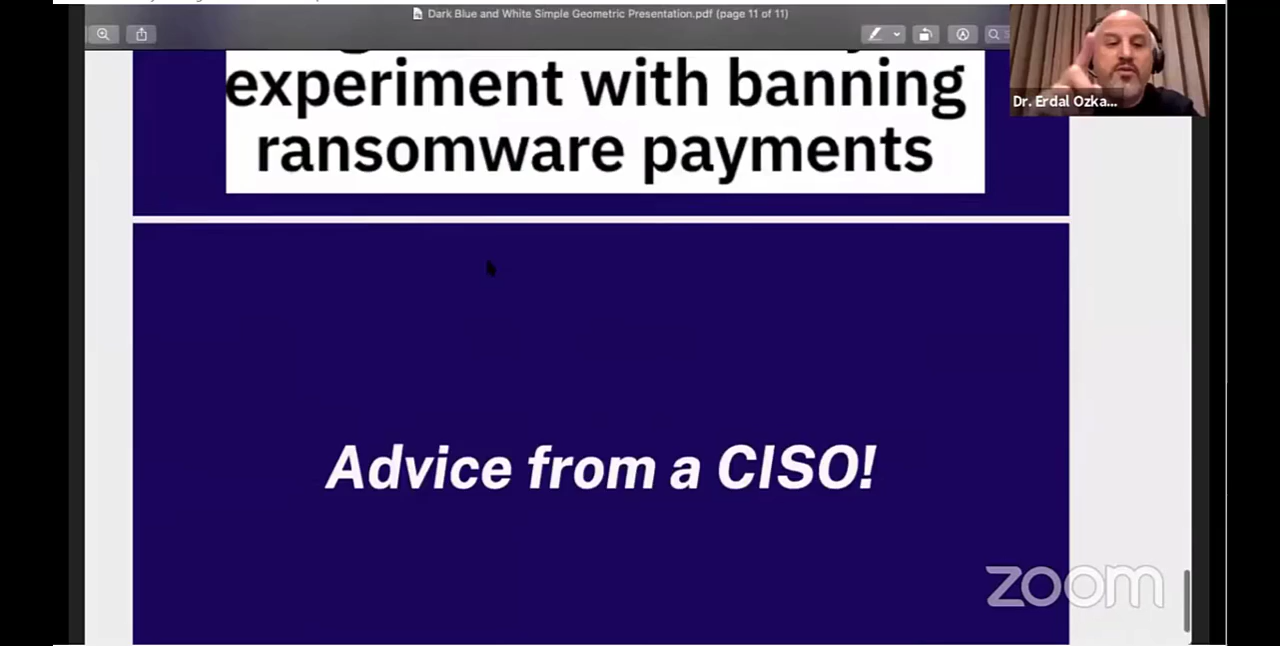 Dark Blue and White Simple Geometric Presentation.pdf (page 11 of 11)
experiment with banning
ransomware payments
Dr. Erdal Ozka...
Advice from a CISO!
zoom